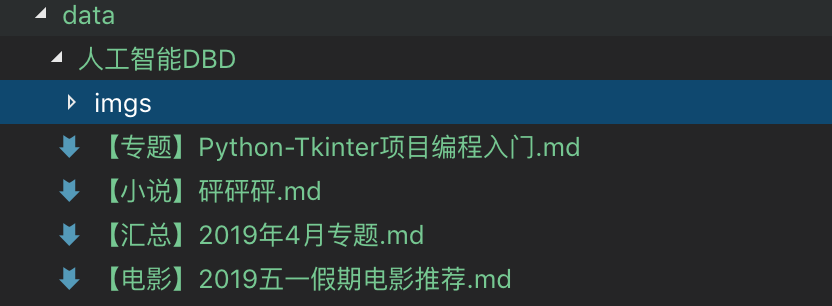 data
人工智能DBD
imgs
【专题】Python-Tkinter项目编程入门.md
【小说】砰砰砰.md
【汇总】2019年4月专题.md
【电影】2019五一假期电影推荐.md